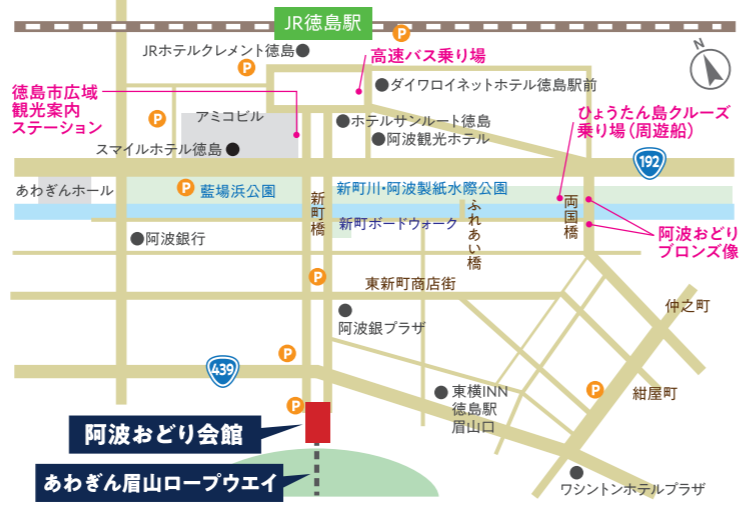 JR徳島駅
P
JRホテルクレメント徳島
高速バス乗り場
N
P
ダイワロイネットホテル徳島駅前
徳島市広域
観光案内
ステーション
P
アミコビル
ホテルサンルート徳島
阿波観光ホテル
ひょうたん島クルーズ
乗り場（周遊船）
スマイルホテル徳島
192
あわぎんホール
P
藍場浜公園
新町橋
新町川・阿波製紙水際公園
両国橋
新町ボードウォーク
ふれあい橋
阿波おどり
ブロンズ像
阿波銀行
P
東新町商店街
仲之町
阿波銀プラザ
P
439
P
東横INN
徳島駅
眉山口
P
紺屋町
阿波おどり会館
あわぎん眉山ロープウエイ
ワシントンホテルプラザ